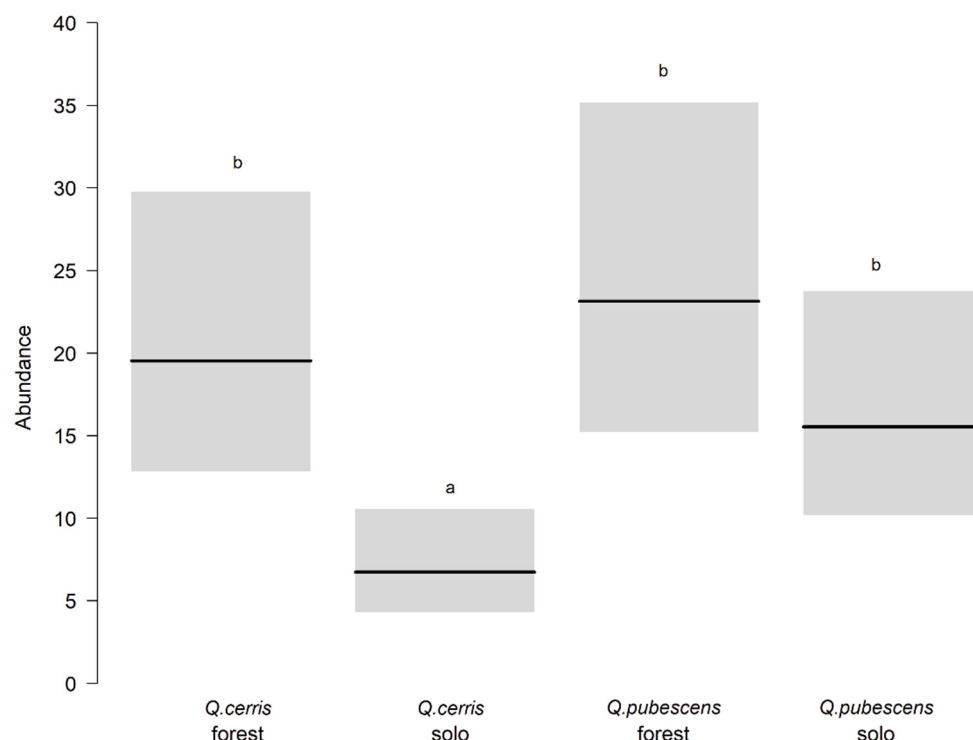 40
35
30
25
20
15
10
5
0
Abundance
b
a
b
b
Q.cerris
forest
Q.cerris
solo
Q.pubescens
forest
Q.pubescens
solo